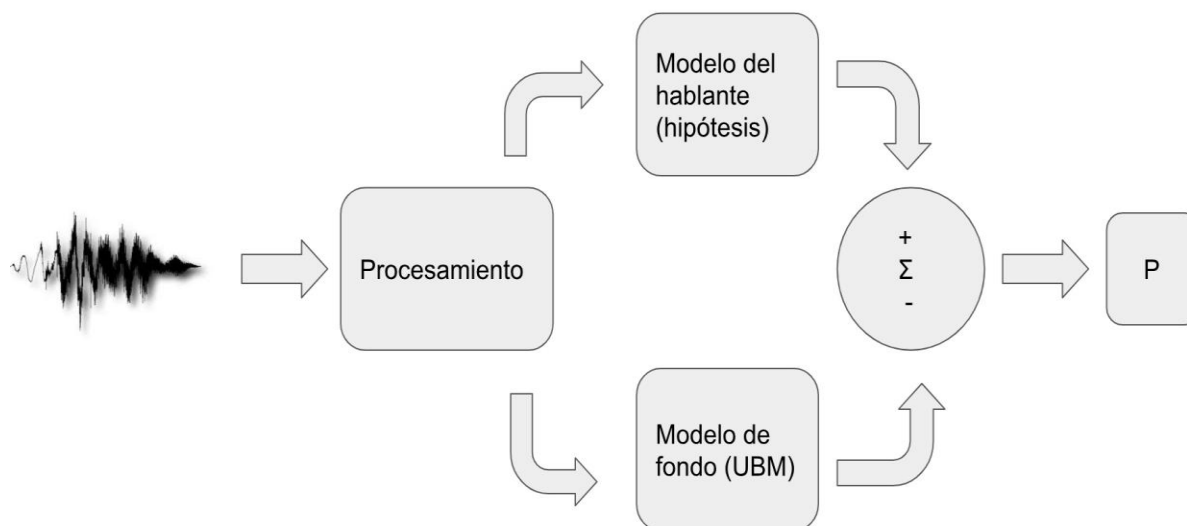 Procesamiento
Modelo del
hablante
(hipótesis)
Modelo de
fondo (UBM)
+
Σ
-
P